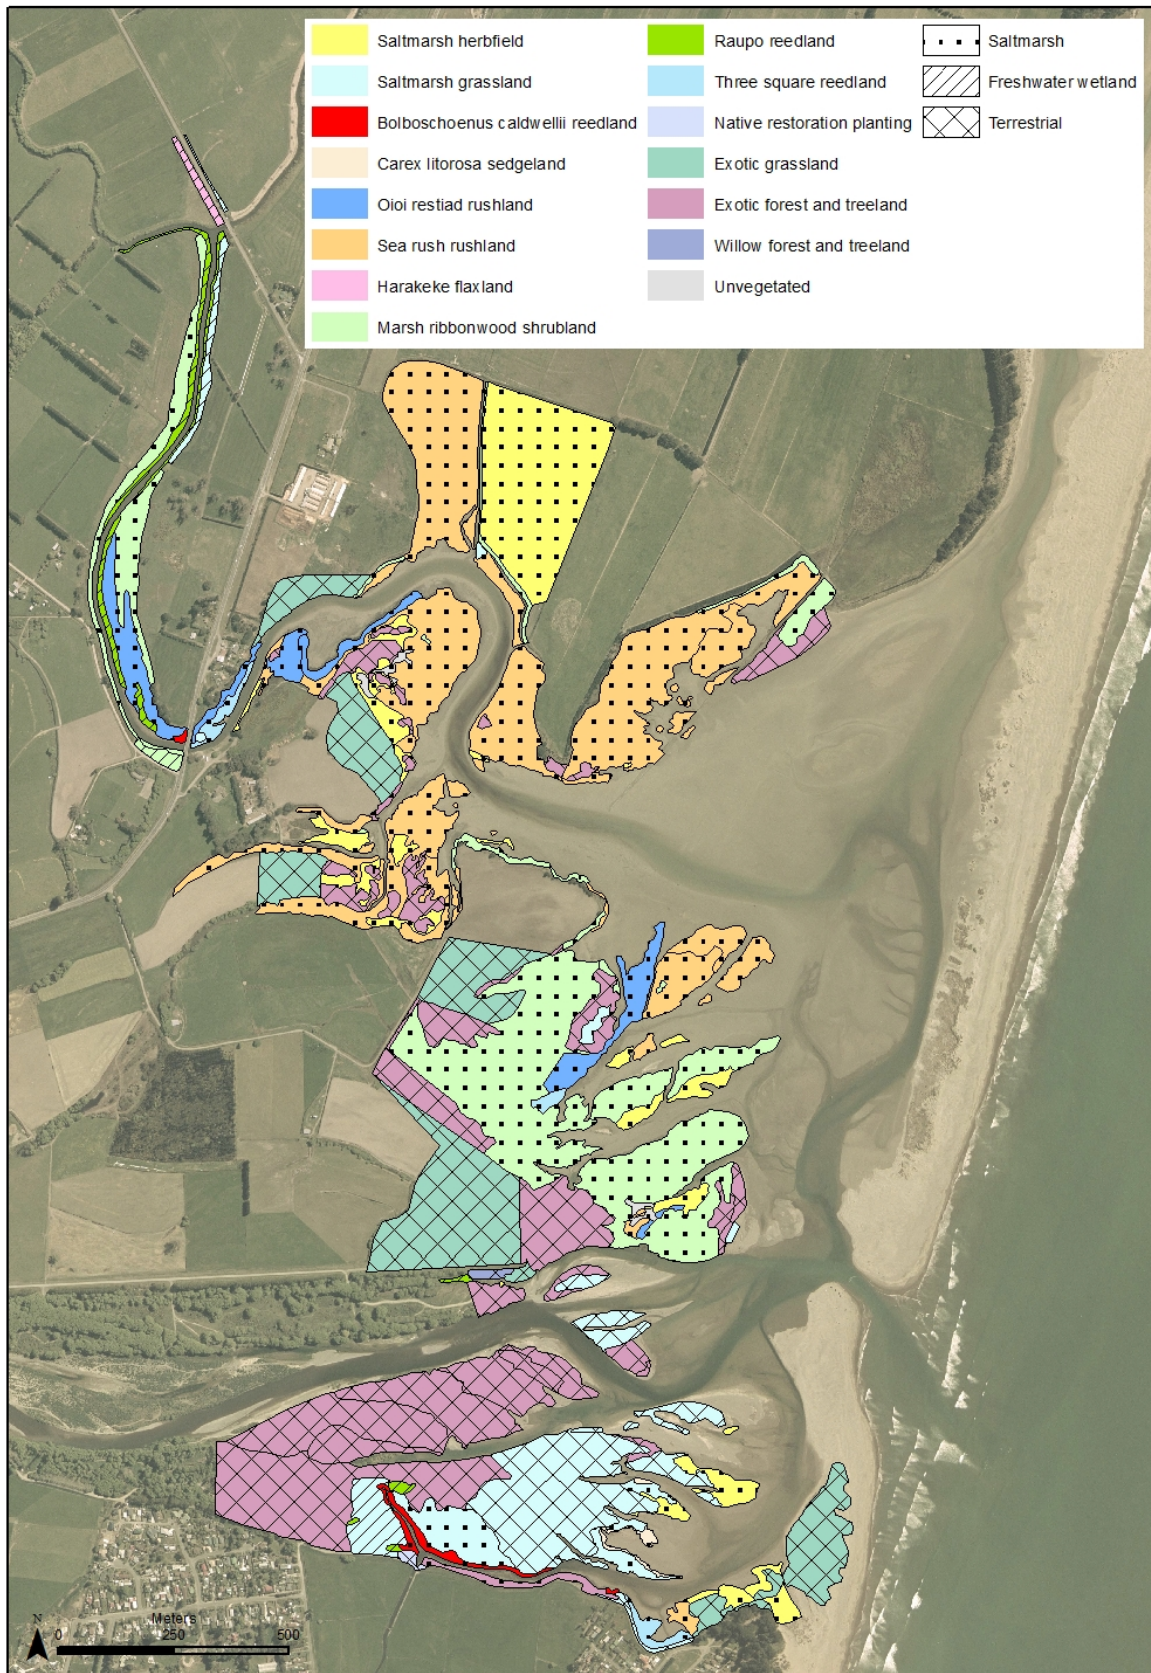 Saltmarsh herbfield
Saltmarsh grassland
Bolboschoenus caldwellii reedland
Carex litorosa sedgeland
Oioi restiad rushland
Sea rush rushland
Harakeke flaxland
Marsh ribbonwood shrubland
Raupo reedland
Three square reedland
Native restoration planting
Exotic grassland
Exotic forest and treeland
Willow forest and treeland
Unvegetated
Saltmarsh
Freshwater wetland
Terrestrial
N
Meters
0 250 500